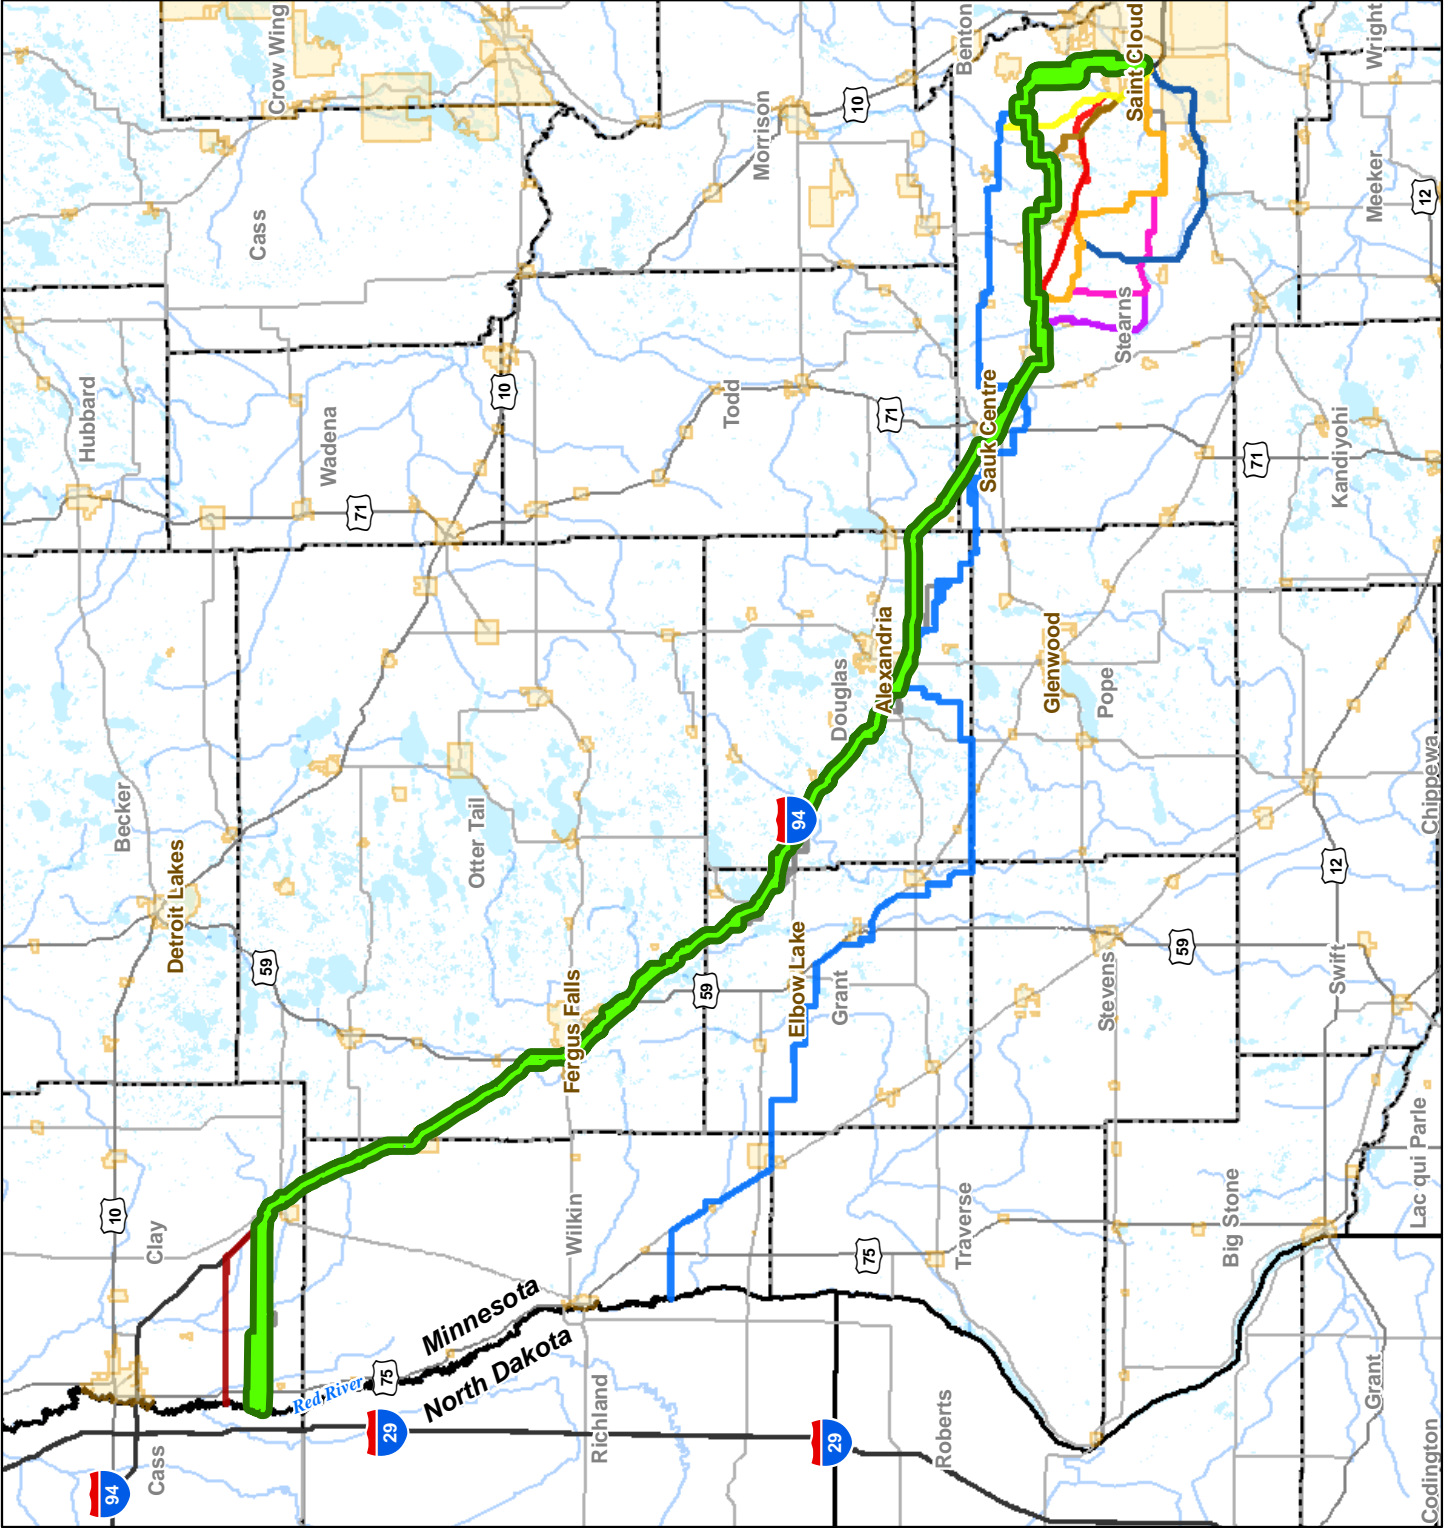 Hubbard
94
10
Becker
Cass
Clay
Detroit Lakes
Cass
59
Crow Wing
Red River
Wadena
71
75
29
Otter Tail
Minnesota
North Dakota
10
Fergus Falls
Wilkin
Richland
59
Todd
Morrison
Elbow Lake
94
29
Grant
Douglas
10
75
Alexandria
71
Roberts
Traverse
Benton
Sauk Centre
Glenwood
Pope
Stevens
Stearns
Saint Cloud
59
Big Stone
71
12
Swift
Kandiyohi
Grant
Meeker
Wright
Lac qui Parle
12
Codington
Chippewa